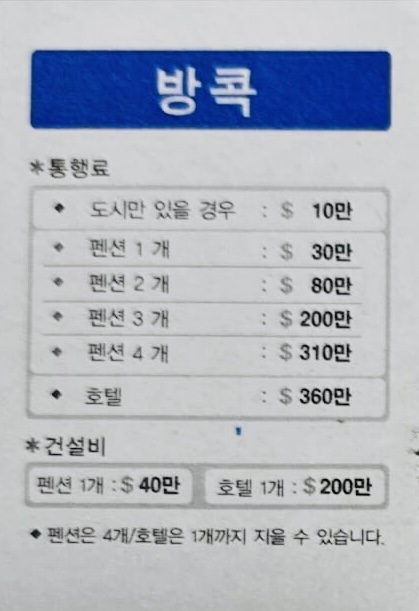 방콕
*통행료
◆ 도시만 있을 경우 : $ 10만
◆ 펜션 1 개 : $ 30만
◆ 펜션 2 개 : $ 80만
◆ 펜션 3 개 : $ 200만
◆ 펜션 4 개 : $ 310만
◆ 호텔 : $ 360만
*건설비
펜션 1개 : $ 40만 호텔 1개 : $ 200만
◆ 펜션은 4개/호텔은 1개까지 지을 수 있습니다.